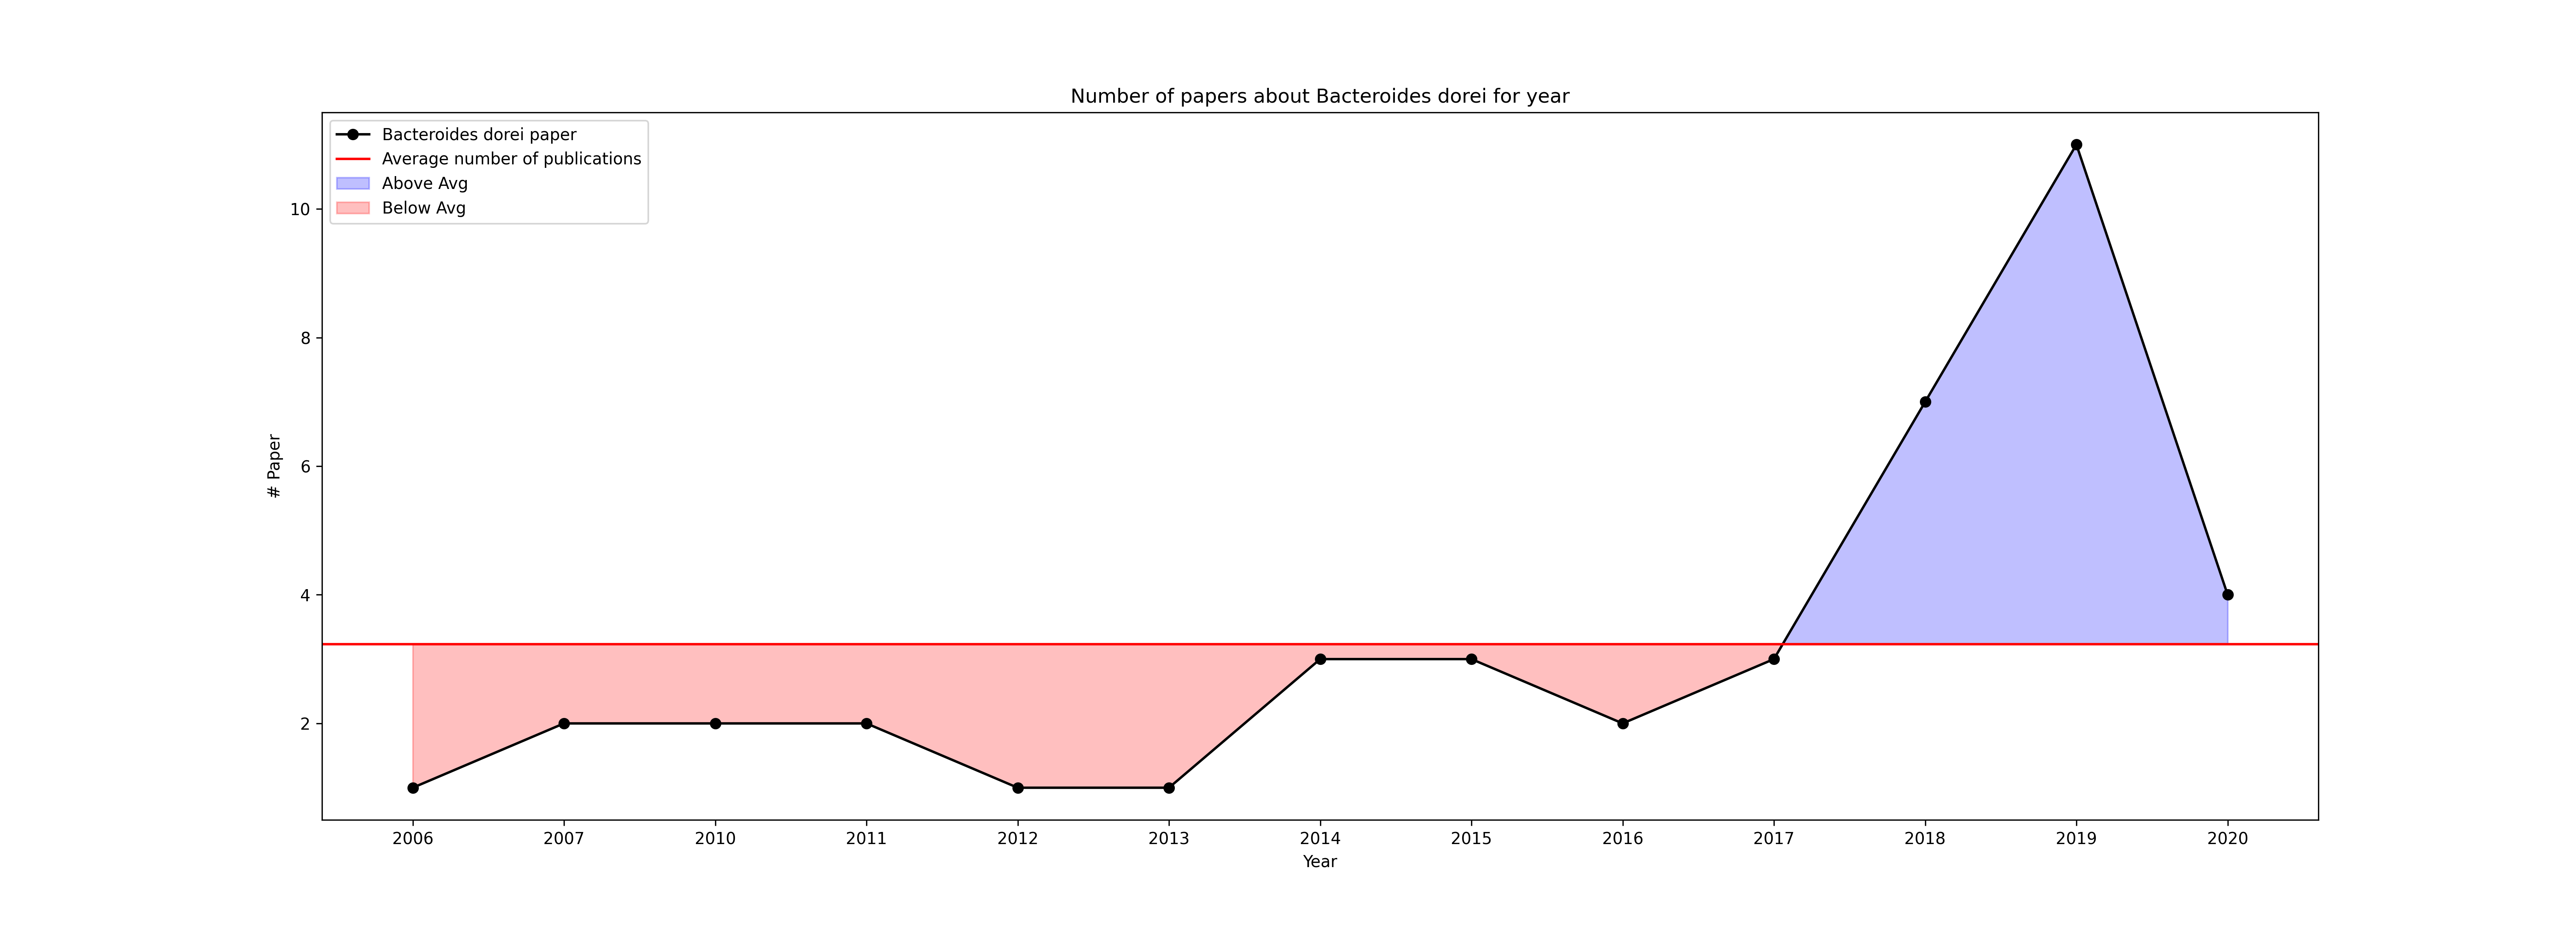 Number of papers about Bacteroides dorei for year
Bacteroides dorei paper
Average number of publications
Above Avg
Below Avg
10
8
6
4
2
# Paper
2006 2007 2010 2011 2012 2013 2014 2015 2016 2017 2018 2019 2020
Year